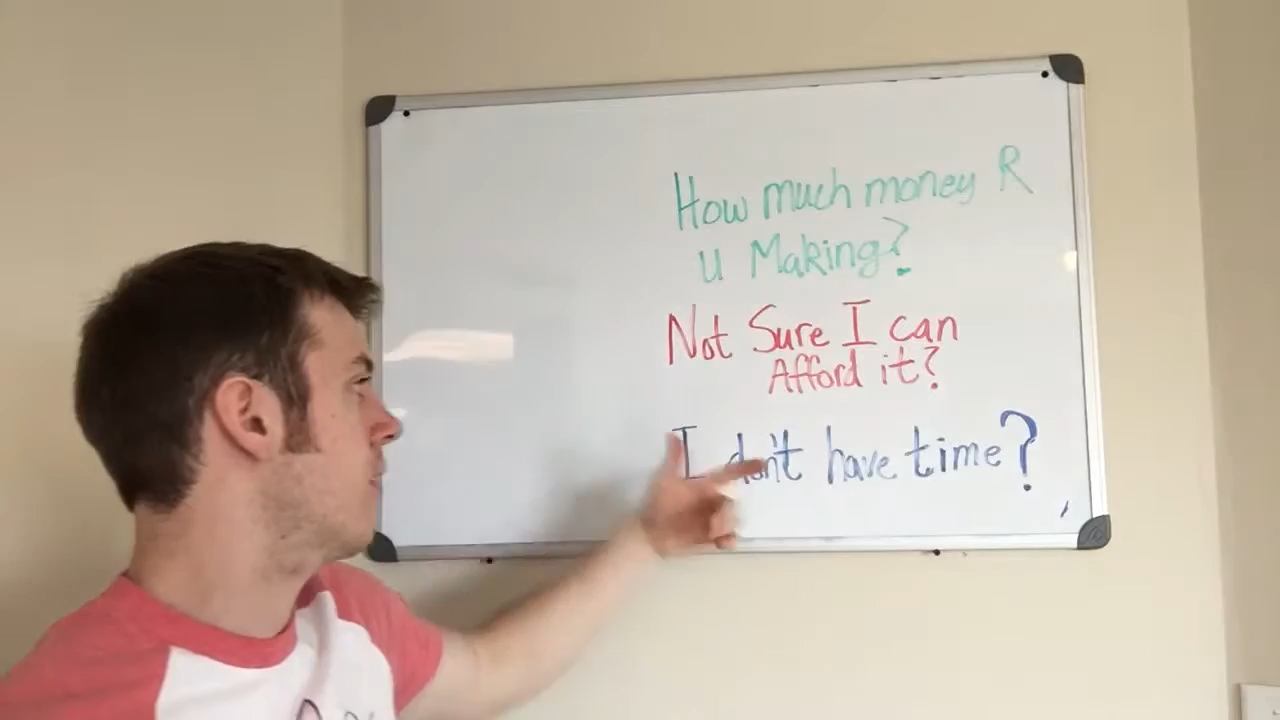 How much money R
u Making?
Not Sure I can
Afford it?
I don't have time?